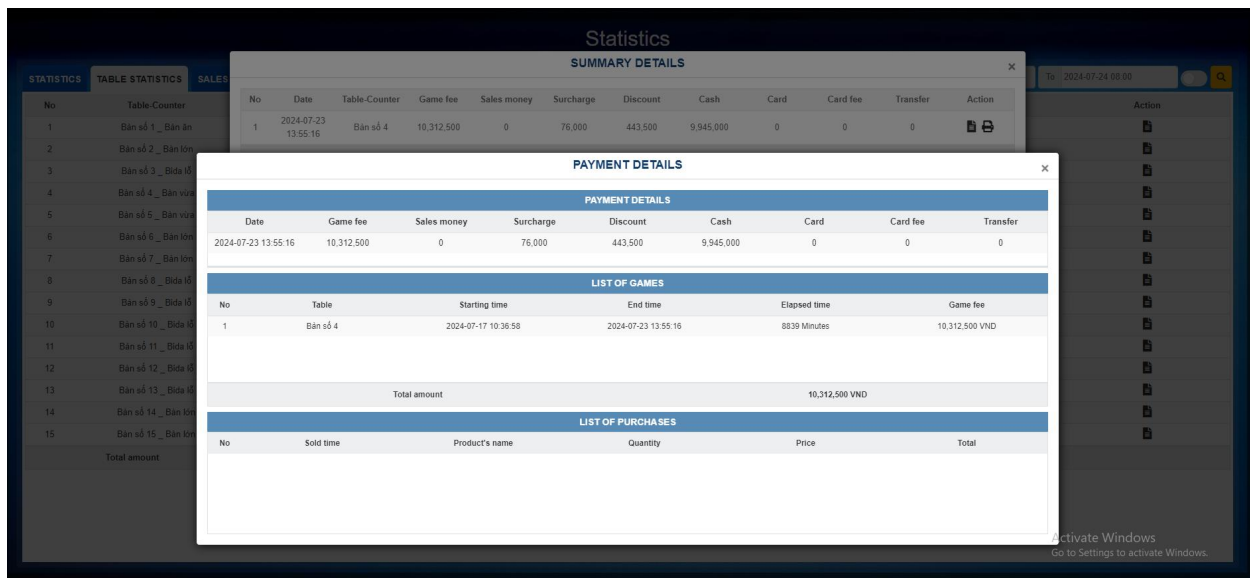 Statistics
SUMMARY DETAILS ×
STATISTICS TABLE STATISTICS SALES To 2024-07-24 08:00
No Table-Counter Action
No Date Table-Counter Game fee Sales money Surcharge Discount Cash Card Card fee Transfer Action
1 2024-07-23 13:55:16 Bàn số 4 10,312,500 0 76,000 443,500 9,945,000 0 0 0
1 Bàn số 1 _ Bàn ăn
2 Bàn số 2 _ Bàn lớn
3 Bàn số 3 _ Bida lỗ
4 Bàn số 4 _ Bàn vừa
5 Bàn số 5 _ Bàn vừa
6 Bàn số 6 _ Bàn lớn
7 Bàn số 7 _ Bàn lớn
8 Bàn số 8 _ Bida lỗ
9 Bàn số 9 _ Bida lỗ
10 Bàn số 10 _ Bida lỗ
11 Bàn số 11 _ Bida lỗ
12 Bàn số 12 _ Bida lỗ
13 Bàn số 13 _ Bida lỗ
14 Bàn số 14 _ Bàn lớn
15 Bàn số 15 _ Bàn lớn
Total amount
PAYMENT DETAILS ×
PAYMENT DETAILS
Date Game fee Sales money Surcharge Discount Cash Card Card fee Transfer
2024-07-23 13:55:16 10,312,500 0 76,000 443,500 9,945,000 0 0 0
LIST OF GAMES
No Table Starting time End time Elapsed time Game fee
1 Bàn số 4 2024-07-17 10:36:58 2024-07-23 13:55:16 8839 Minutes 10,312,500 VND
Total amount 10,312,500 VND
LIST OF PURCHASES
No Sold time Product's name Quantity Price Total
Activate Windows
Go to Settings to activate Windows.